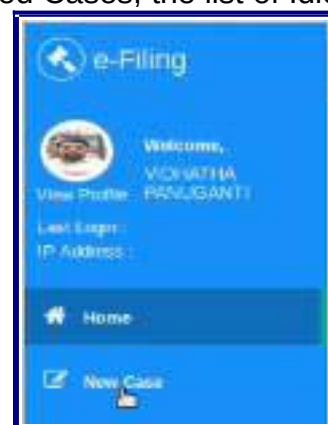 ed Cases, the list of
e-Filing
Welcome,
VIDHATHA
PANUGANTI
View Profile
Last Login :
IP Address :
Home
New Case